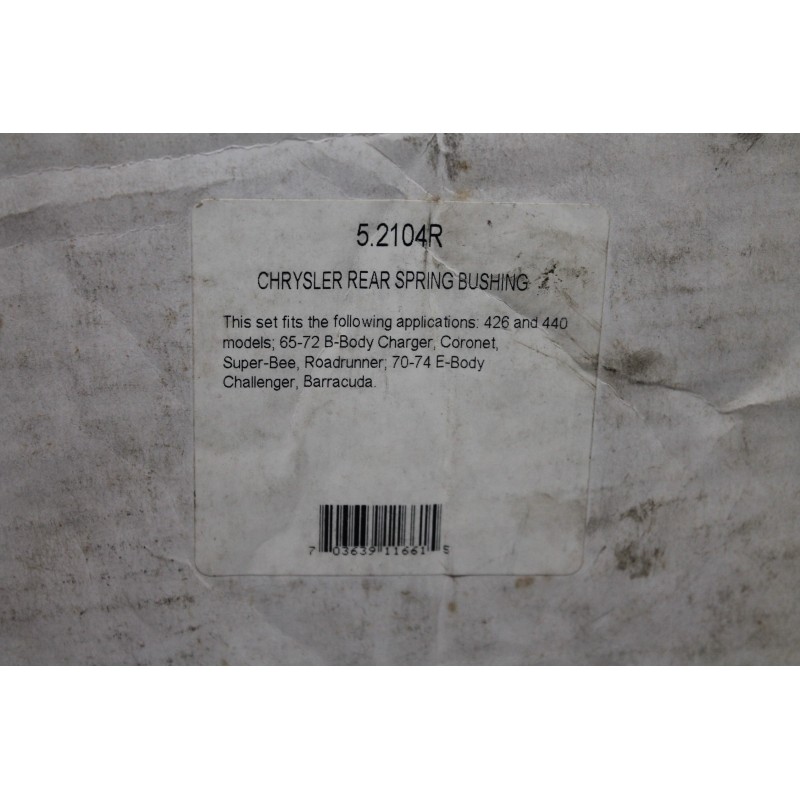 5.2104R
CHRYSLER REAR SPRING BUSHING
This set fits the following applications: 426 and 440
models; 65-72 B-Body Charger, Coronet,
Super-Bee, Roadrunner; 70-74 E-Body
Challenger, Barracuda.
7 03639 11661 5